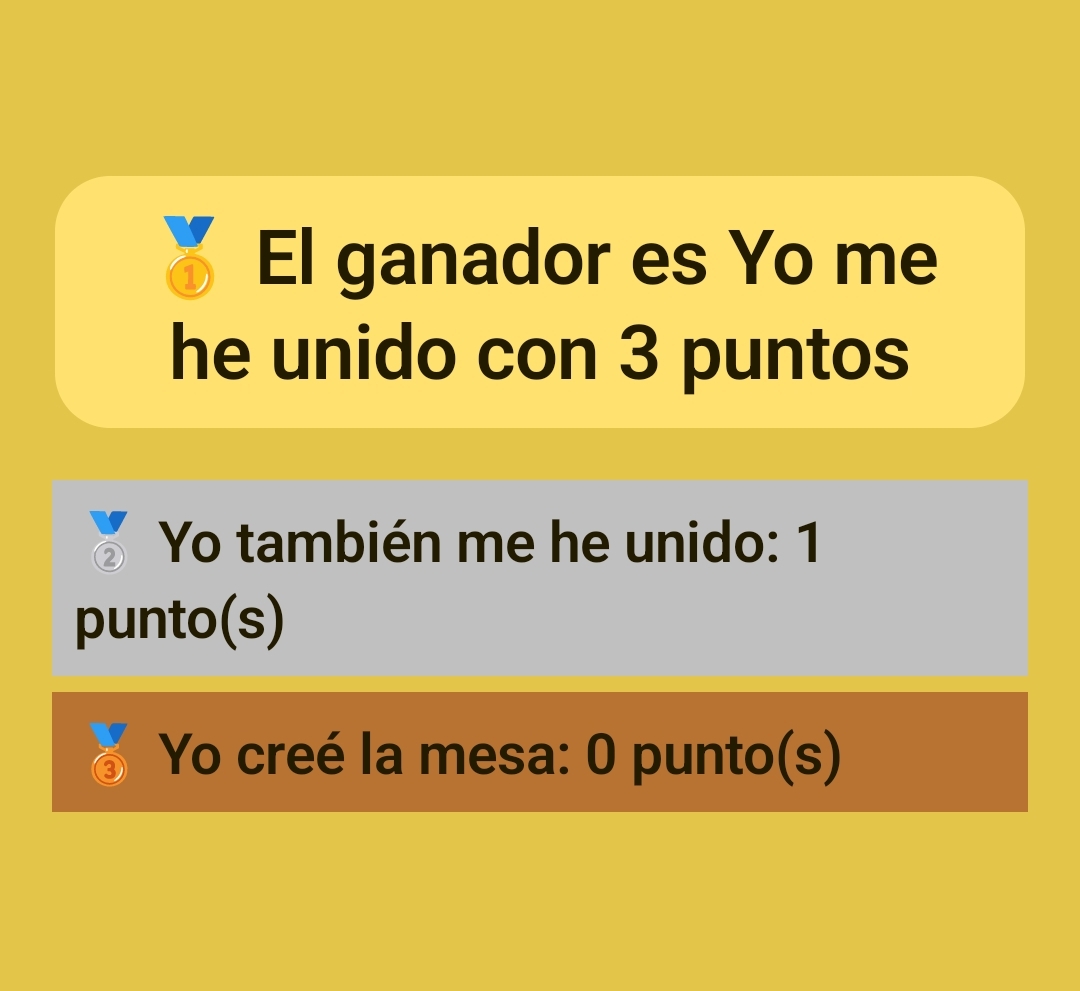 🥇 El ganador es Yo me
he unido con 3 puntos
🥈 Yo también me he unido: 1
punto(s)
🥉 Yo creé la mesa: 0 punto(s)